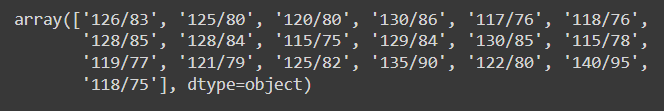 array(['126/83', '125/80', '120/80', '130/86', '117/76', '118/76',
'128/85', '128/84', '115/75', '129/84', '130/85', '115/78',
'119/77', '121/79', '125/82', '135/90', '122/80', '140/95',
'118/75'], dtype=object)